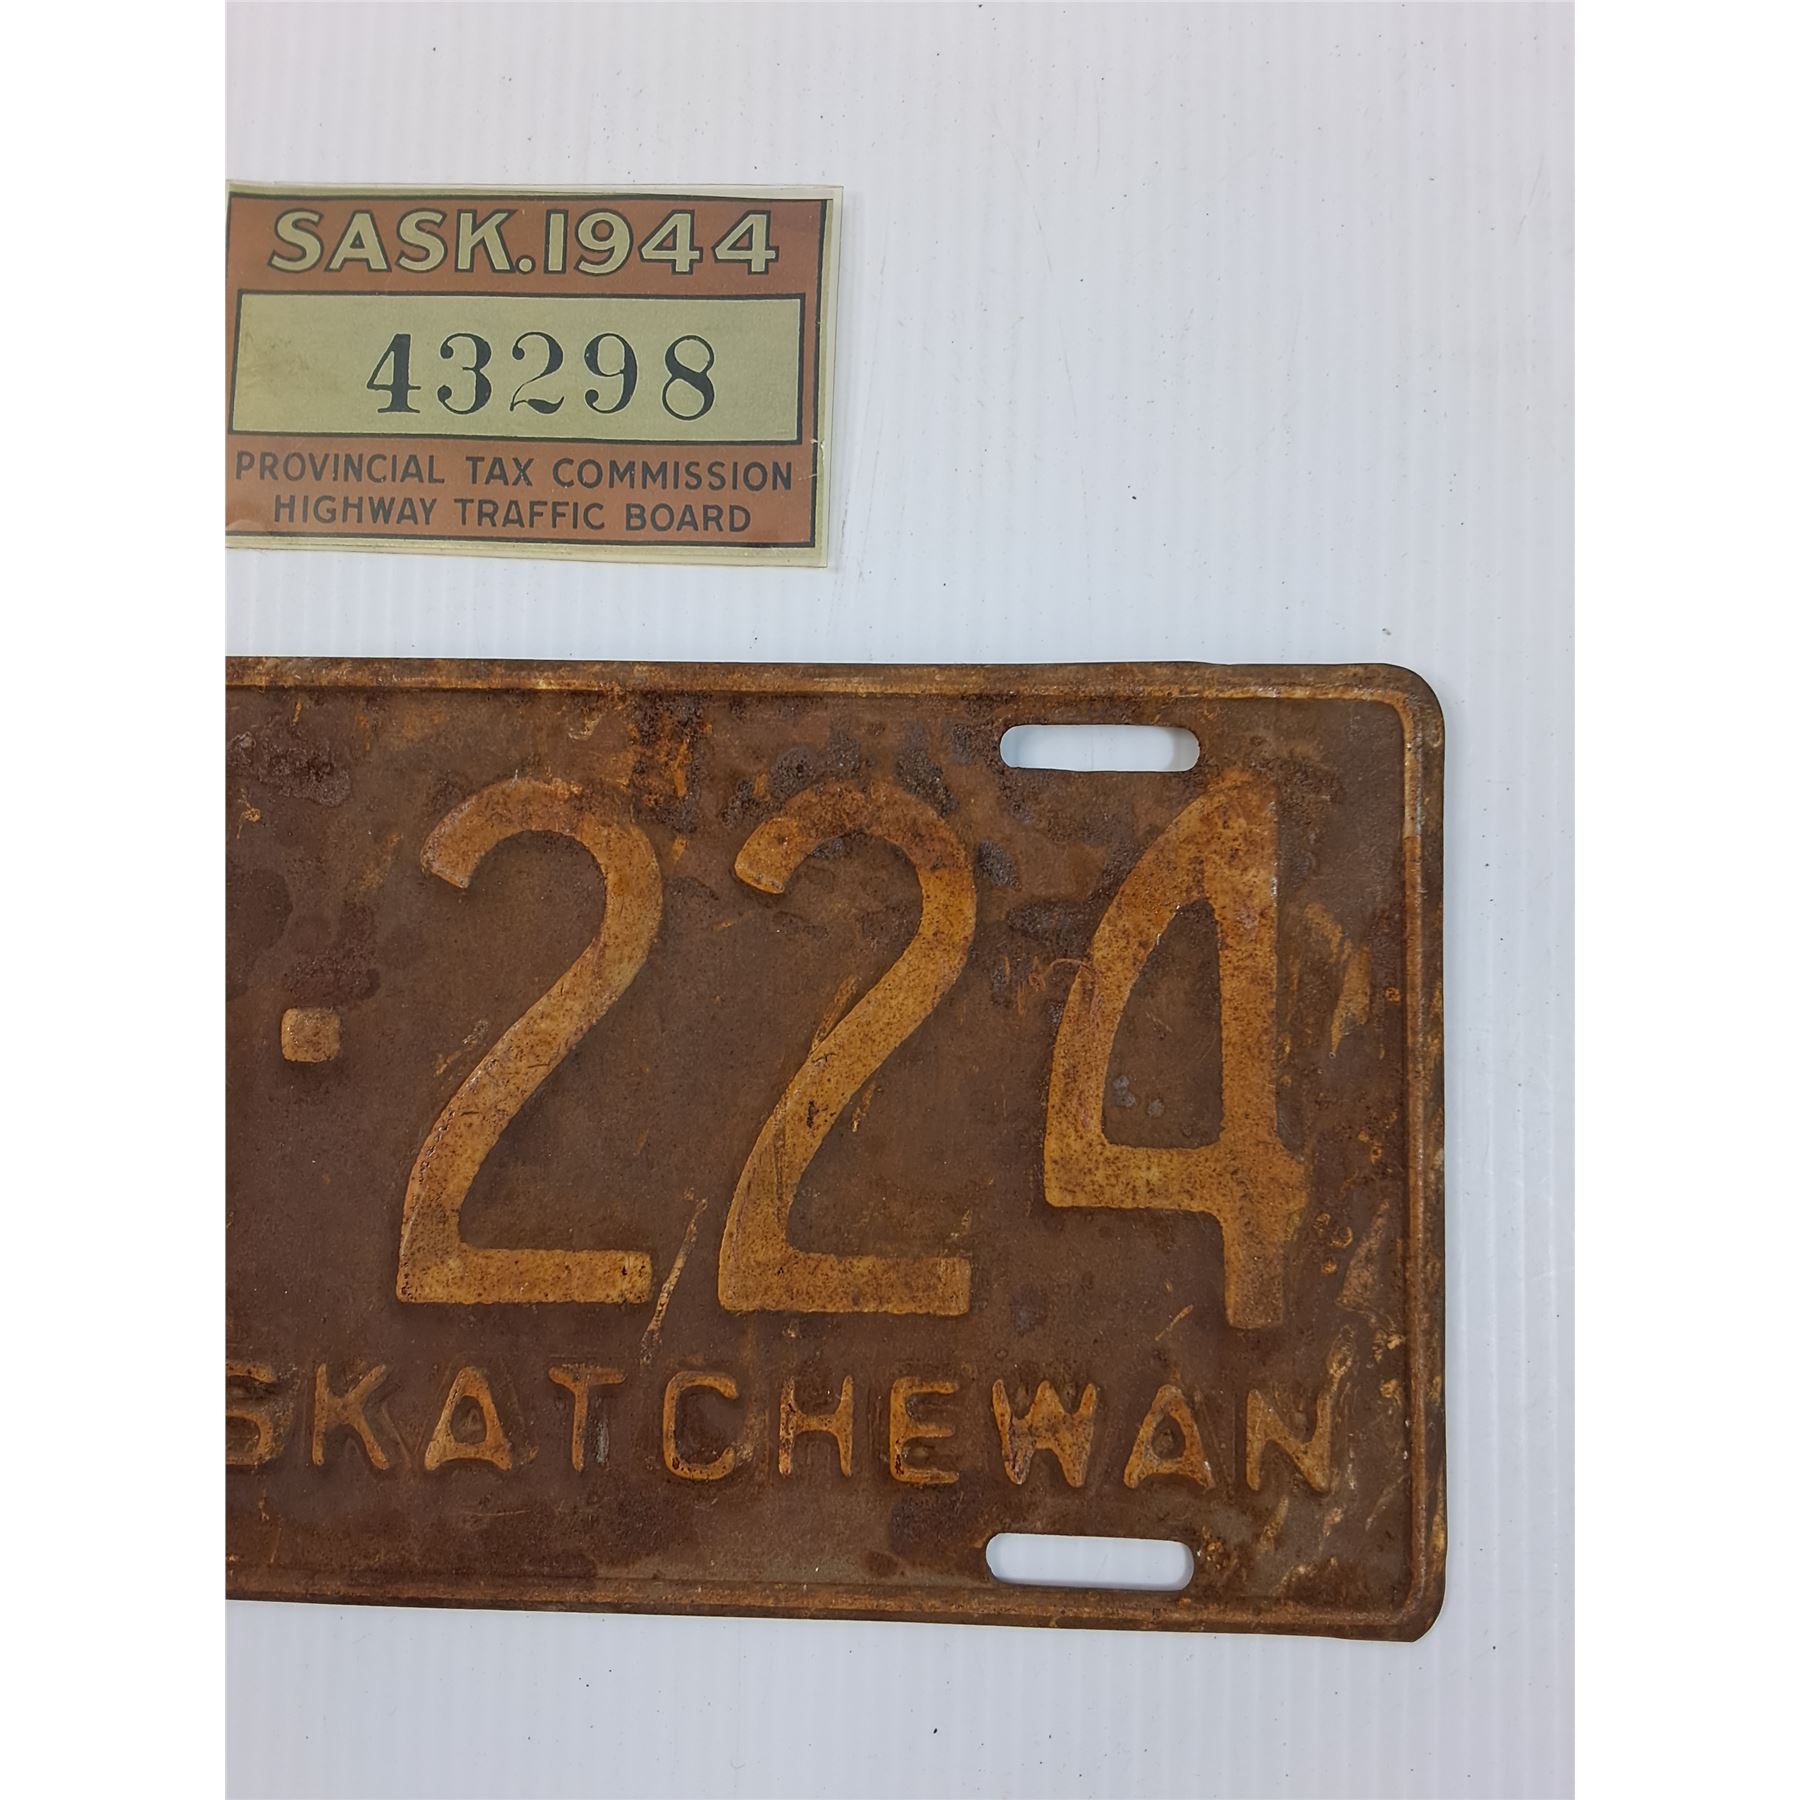 SASK.1944
43298
PROVINCIAL TAX COMMISSION
HIGHWAY TRAFFIC BOARD
·224
SKATCHEWAN